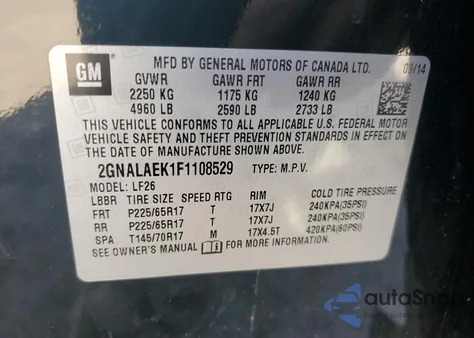 GM
MFD BY GENERAL MOTORS OF CANADA LTD. 09/14
GVWR GAWR FRT GAWR RR
2250 KG 1175 KG 1240 KG
4960 LB 2590 LB 2733 LB
THIS VEHICLE CONFORMS TO ALL APPLICABLE U.S. FEDERAL MOTOR
VEHICLE SAFETY AND THEFT PREVENTION STANDARDS IN EFFECT ON
THE DATE OF MANUFACTURE SHOWN ABOVE.
2GNALAEK1F1108529 TYPE: M.P.V.
MODEL: LF26
LBBR TIRE SIZE SPEED RTG RIM COLD TIRE PRESSURE
FRT P225/65R17 T 17X7J 240KPA(35PSI)
RR P225/65R17 T 17X7J 240KPA(35PSI)
SPA T145/70R17 M 17X4.5T 420KPA(60PSI)
SEE OWNER'S MANUAL FOR MORE INFORMATION
autoSnap